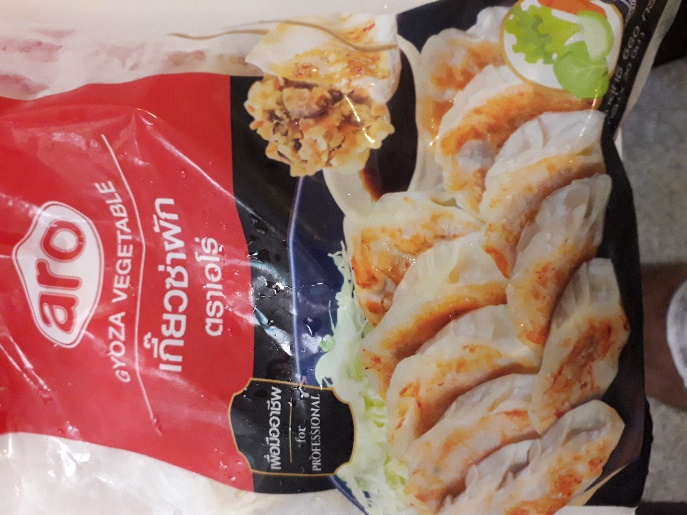 aro
GYOZA VEGETABLE
เกี๊ยวซ่าผัก
ตราเอโร่
เพื่อมืออาชีพ
for
PROFESSIONAL